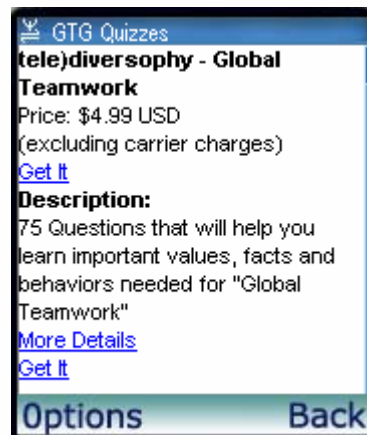 GTG Quizzes
tele)diversophy - Global
Teamwork
Price: $4.99 USD
(excluding carrier charges)
Get It
Description:
75 Questions that will help you
learn important values, facts and
behaviors needed for "Global
Teamwork"
More Details
Get It
Options Back